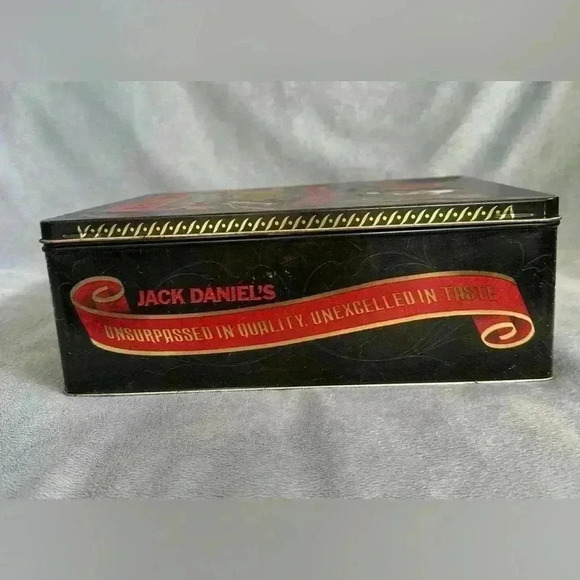 JACK DANIEL'S
UNSURPASSED IN QUALITY. UNEXCELLED IN TASTE